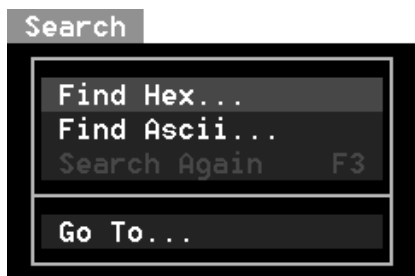 Search
Find Hex...
Find Ascii...
Search Again F3
Go To...